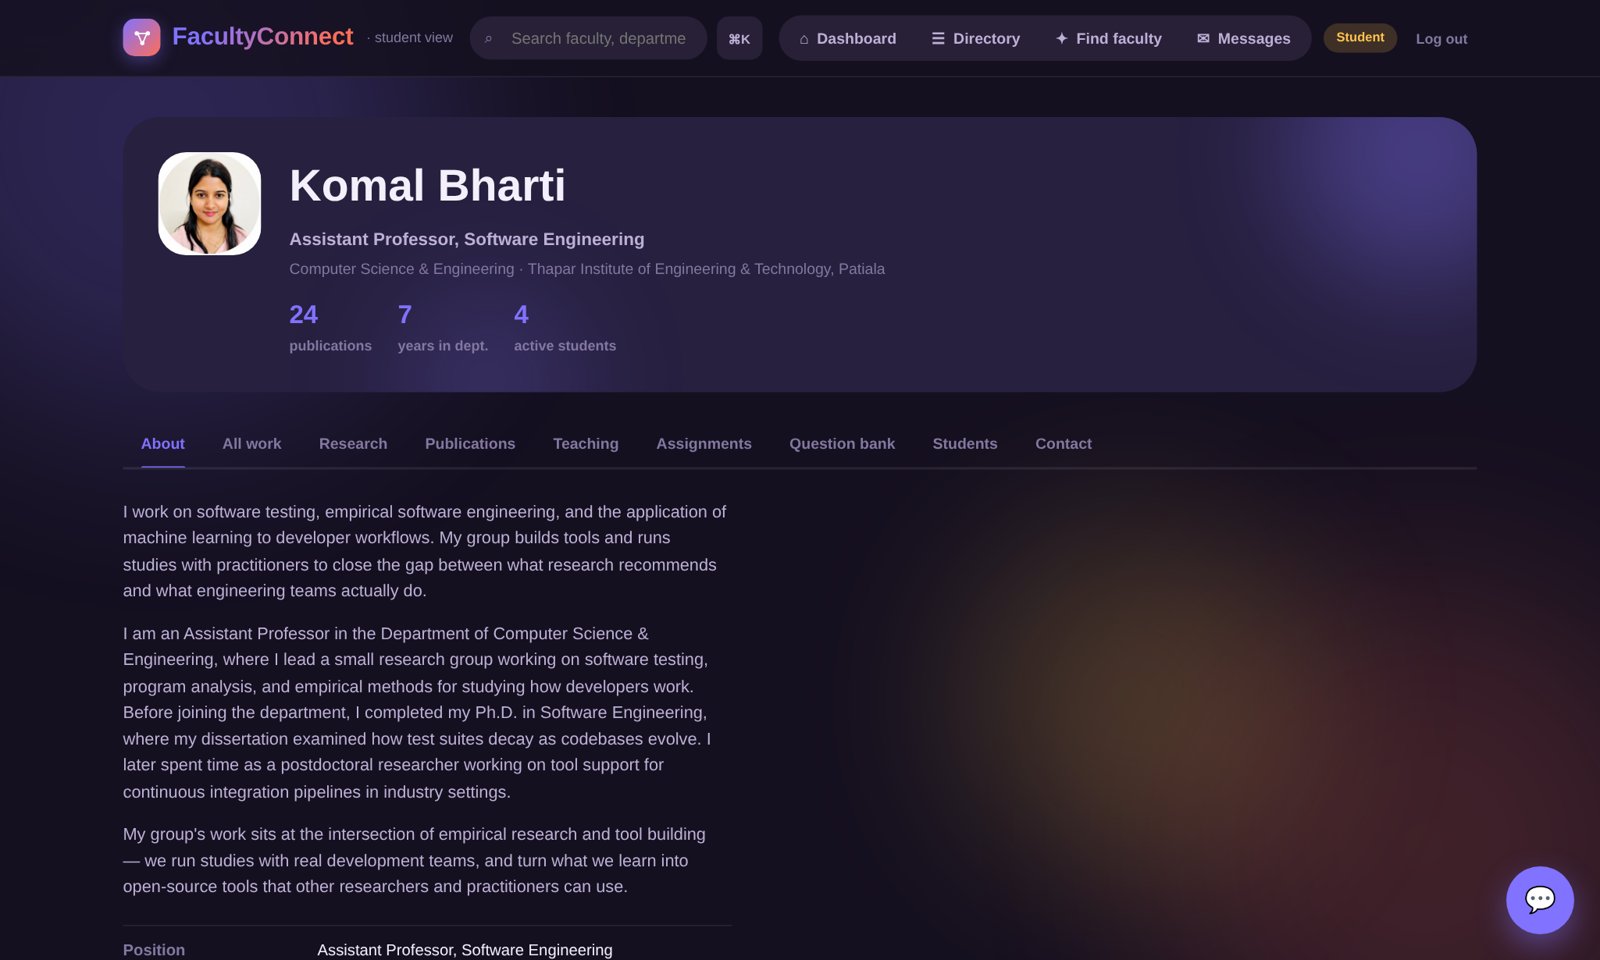 FacultyConnect · student view
Search faculty, departme
⌘K
Dashboard
Directory
Find faculty
Messages
Student
Log out
Komal Bharti
Assistant Professor, Software Engineering
Computer Science & Engineering · Thapar Institute of Engineering & Technology, Patiala
24 7 4
publications years in dept. active students
About All work Research Publications Teaching Assignments Question bank Students Contact
I work on software testing, empirical software engineering, and the application of
machine learning to developer workflows. My group builds tools and runs
studies with practitioners to close the gap between what research recommends
and what engineering teams actually do.
I am an Assistant Professor in the Department of Computer Science &
Engineering, where I lead a small research group working on software testing,
program analysis, and empirical methods for studying how developers work.
Before joining the department, I completed my Ph.D. in Software Engineering,
where my dissertation examined how test suites decay as codebases evolve. I
later spent time as a postdoctoral researcher working on tool support for
continuous integration pipelines in industry settings.
My group's work sits at the intersection of empirical research and tool building
— we run studies with real development teams, and turn what we learn into
open-source tools that other researchers and practitioners can use.
Position Assistant Professor, Software Engineering